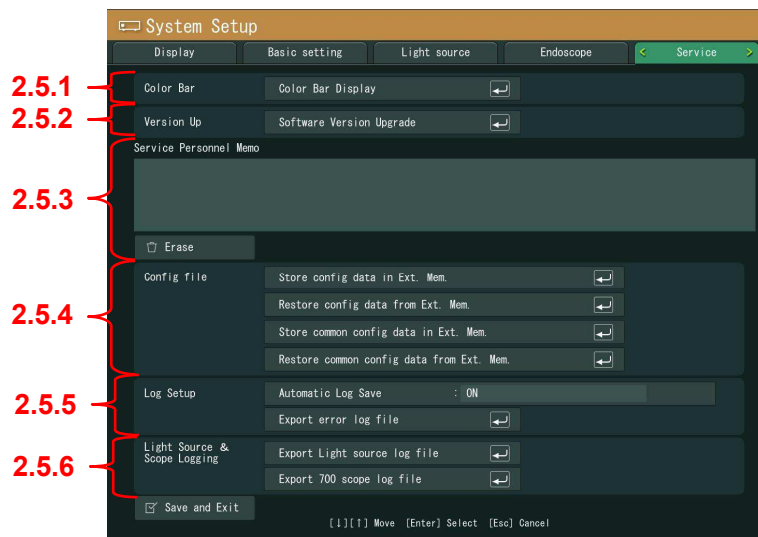 System Setup
Display Basic setting Light source Endoscope < Service >
2.5.1 Color Bar Color Bar Display
2.5.2 Version Up Software Version Upgrade
Service Personnel Memo
2.5.3
Erase
Config file Store config data in Ext. Mem.
Restore config data from Ext. Mem.
2.5.4
Store common config data in Ext. Mem.
Restore common config data from Ext. Mem.
Log Setup Automatic Log Save : ON
2.5.5
Export error log file
Light Source & Scope Logging Export Light source log file
2.5.6
Export 700 scope log file
Save and Exit
[↓][↑] Move [Enter] Select [Esc] Cancel